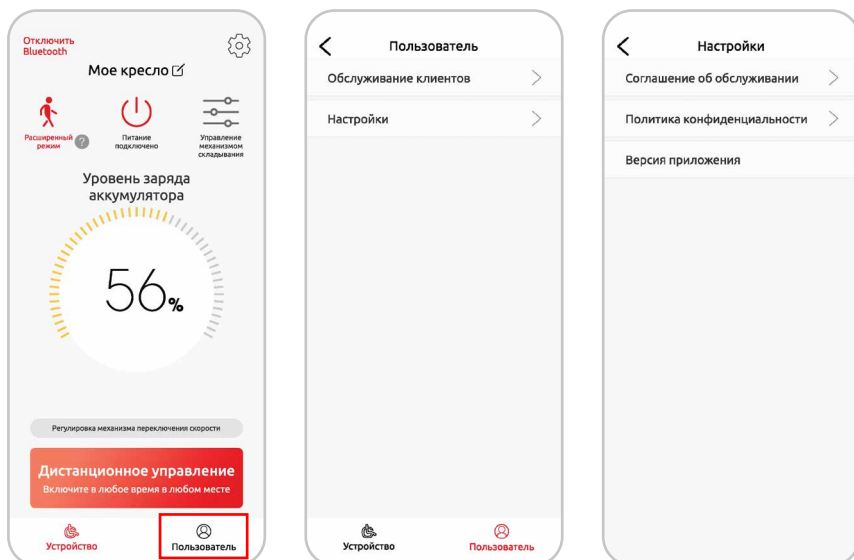 Отключить
Bluetooth
Мое кресло
Расширенный
режим
?
Питание
подключено
Управление
механизмом
складывания
Уровень заряда
аккумулятора
56%
Регулировка механизма переключения скорости
Дистанционное управление
Включите в любое время в любом месте
Устройство
Пользователь
Пользователь
Обслуживание клиентов
Настройки
Устройство
Пользователь
Настройки
Соглашение об обслуживании
Политика конфиденциальности
Версия приложения